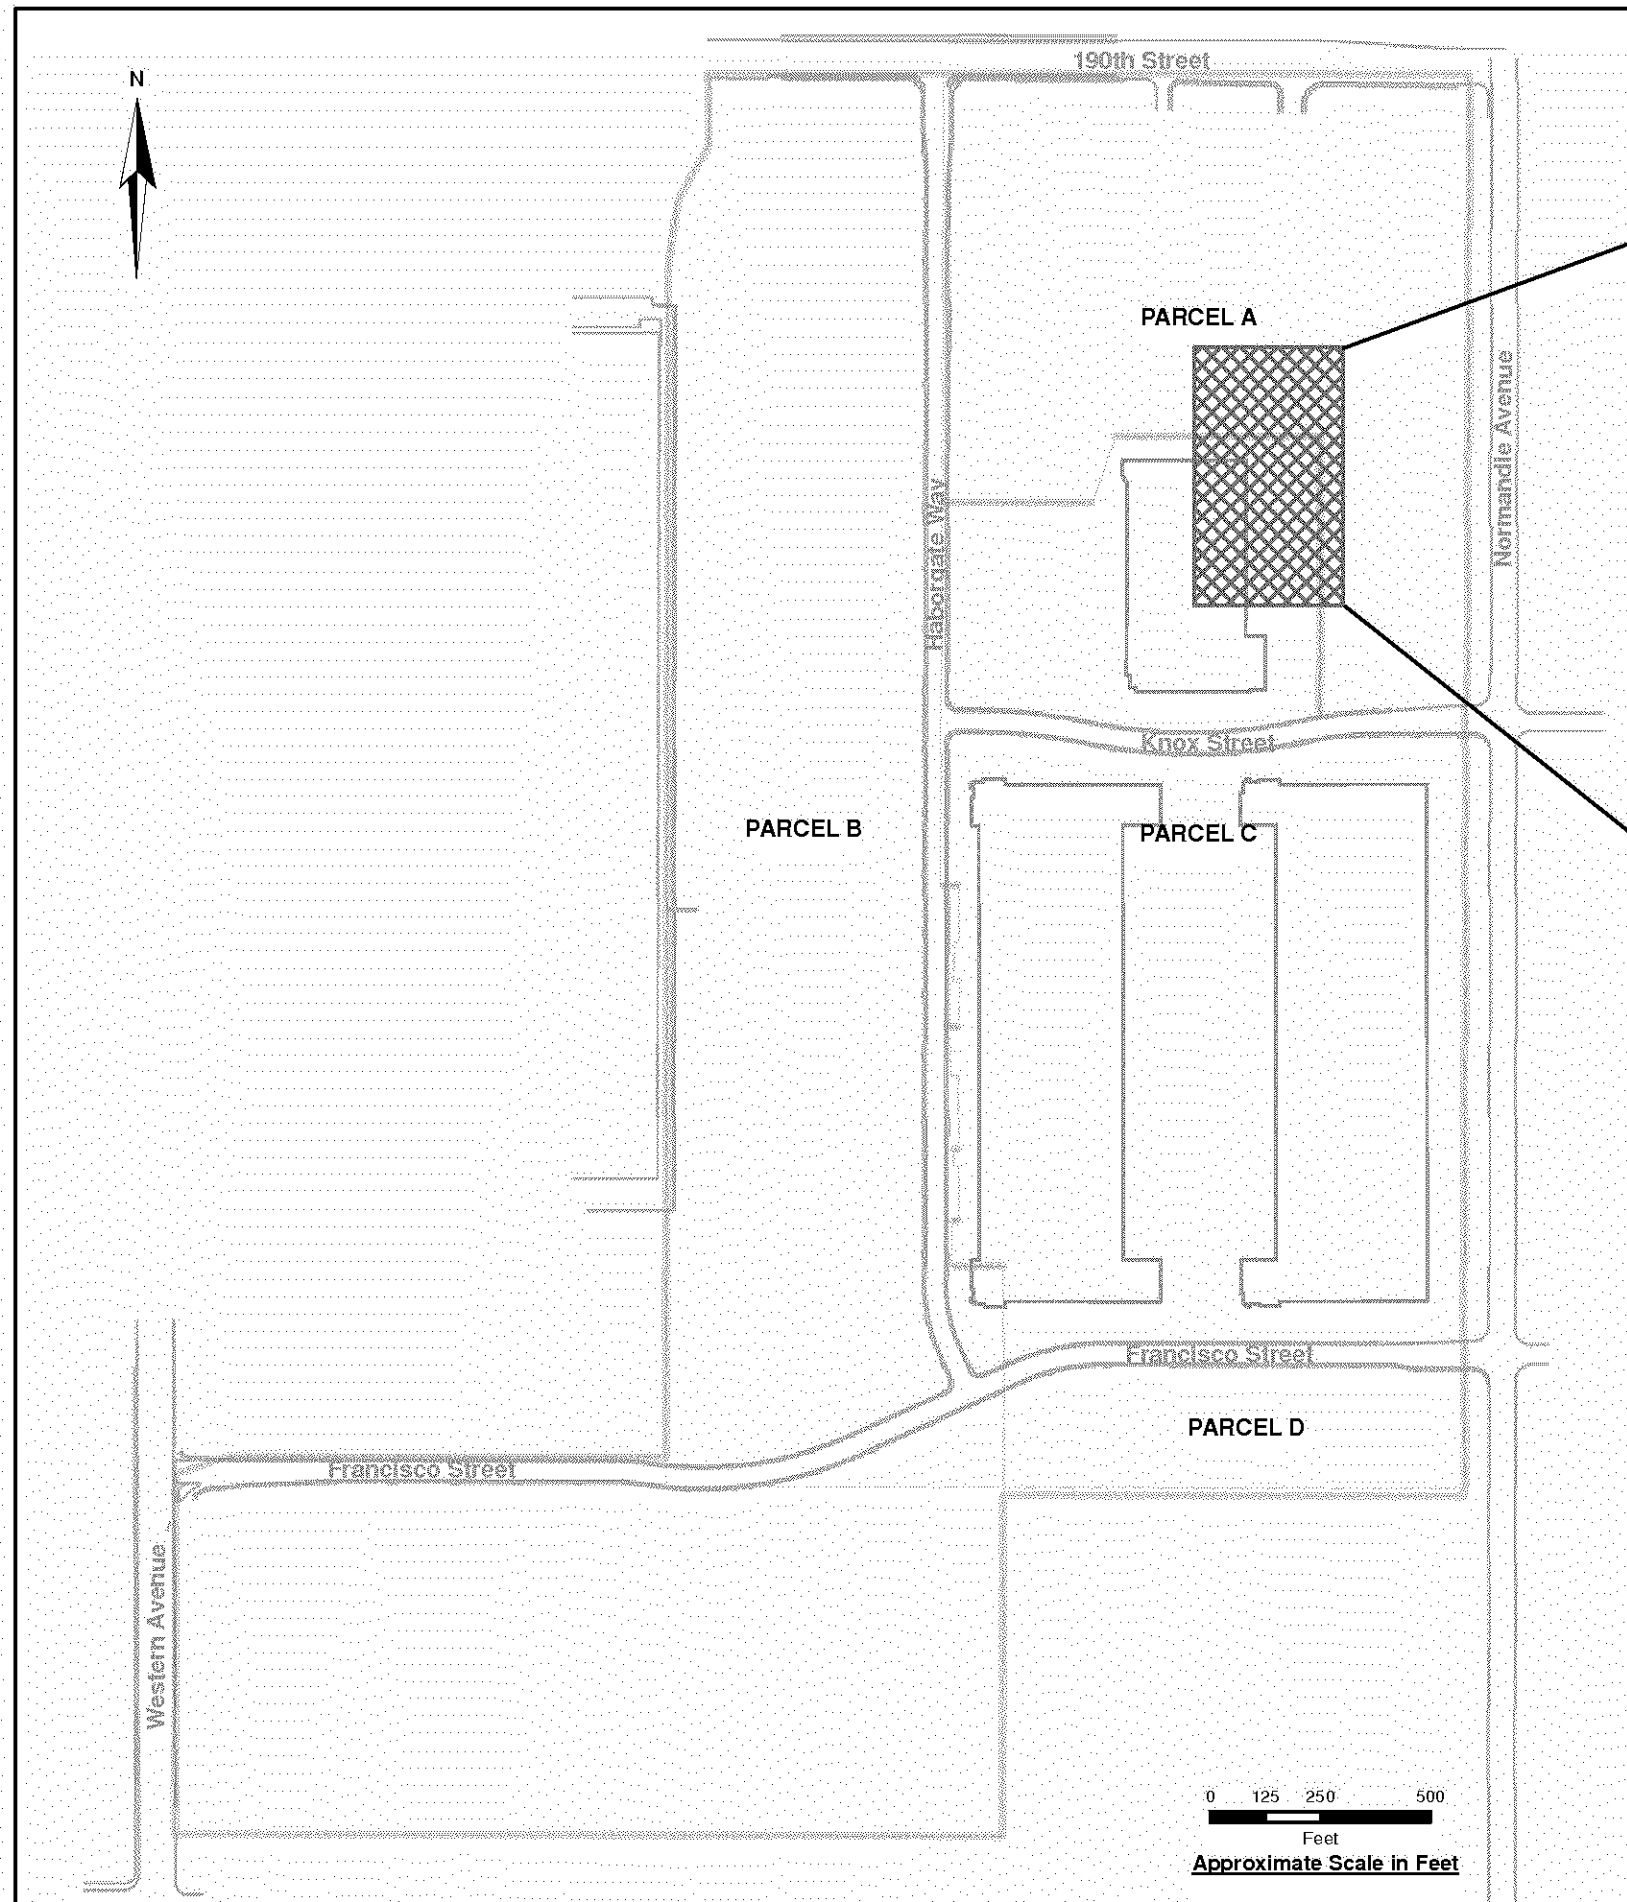 190th Street
N
PARCEL A
Normandie Avenue
Haborgate Way
Knox Street
PARCEL B
PARCEL C
Francisco Street
PARCEL D
Francisco Street
Western Avenue
0 125 250 500
Feet
Approximate Scale in Feet